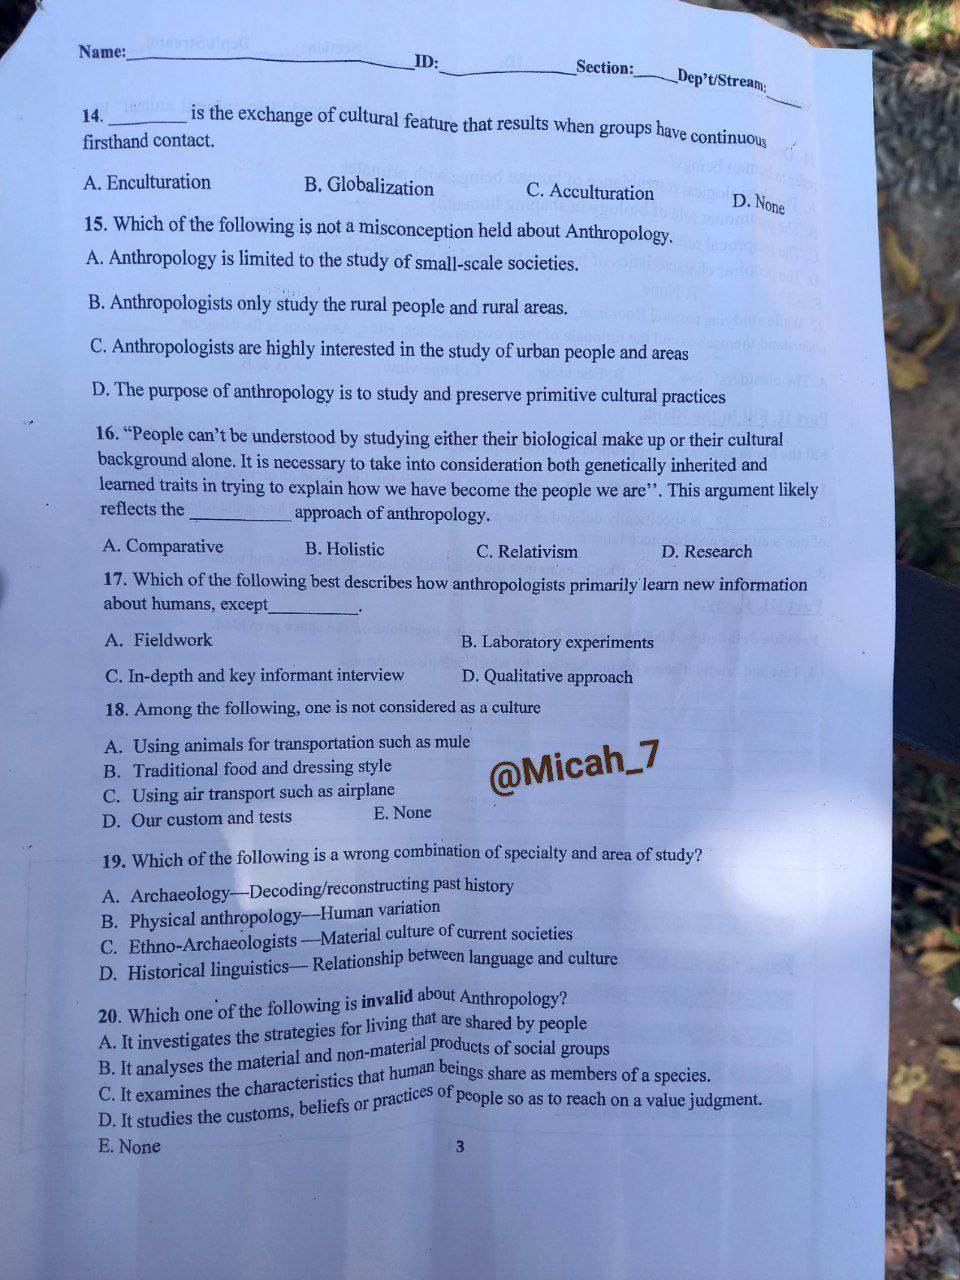 Name:____________ID:____________Section:_____Dep't/Stream:____
14. ________ is the exchange of cultural feature that results when groups have continuous
firsthand contact.
A. Enculturation B. Globalization C. Acculturation D. None
15. Which of the following is not a misconception held about Anthropology.
A. Anthropology is limited to the study of small-scale societies.
B. Anthropologists only study the rural people and rural areas.
C. Anthropologists are highly interested in the study of urban people and areas
D. The purpose of anthropology is to study and preserve primitive cultural practices
16. “People can’t be understood by studying either their biological make up or their cultural
background alone. It is necessary to take into consideration both genetically inherited and
learned traits in trying to explain how we have become the people we are’’. This argument likely
reflects the __________ approach of anthropology.
A. Comparative B. Holistic C. Relativism D. Research
17. Which of the following best describes how anthropologists primarily learn new information
about humans, except_________.
A. Fieldwork B. Laboratory experiments
C. In-depth and key informant interview D. Qualitative approach
18. Among the following, one is not considered as a culture
A. Using animals for transportation such as mule
B. Traditional food and dressing style
@Micah_7
C. Using air transport such as airplane
D. Our custom and tests E. None
19. Which of the following is a wrong combination of specialty and area of study?
A. Archaeology—Decoding/reconstructing past history
B. Physical anthropology—Human variation
C. Ethno-Archaeologists —Material culture of current societies
D. Historical linguistics— Relationship between language and culture
20. Which one of the following is invalid about Anthropology?
A. It investigates the strategies for living that are shared by people
B. It analyses the material and non-material products of social groups
C. It examines the characteristics that human beings share as members of a species.
D. It studies the customs, beliefs or practices of people so as to reach on a value judgment.
E. None
3